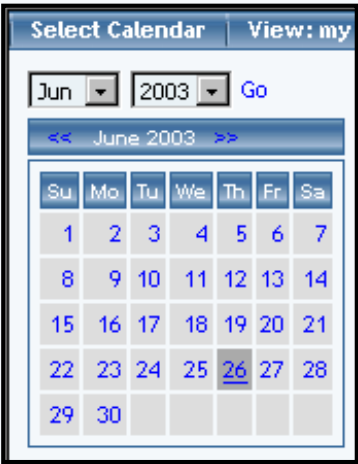 Select Calendar | View: my
Jun 2003 Go
<< June 2003 >>
Su Mo Tu We Th Fr Sa
1 2 3 4 5 6 7
8 9 10 11 12 13 14
15 16 17 18 19 20 21
22 23 24 25 26 27 28
29 30